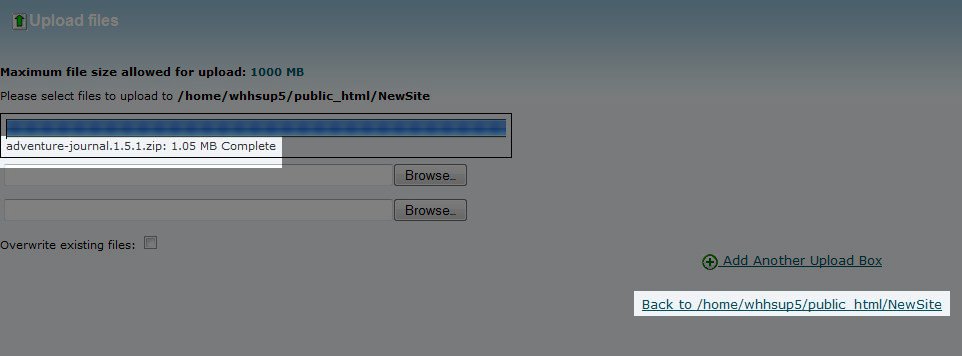 Upload files
Maximum file size allowed for upload: 1000 MB
Please select files to upload to /home/whhsup5/public_html/NewSite
adventure-journal.1.5.1.zip: 1.05 MB Complete
Browse..
Browse..
Overwrite existing files:
Add Another Upload Box
Back to /home/whhsup5/public_html/NewSite